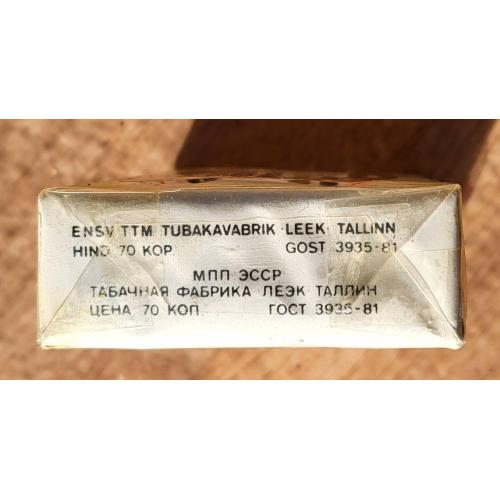 ENSV TTM TUBAKAVABRIK ·LEEK· TALLINN
HIND 70 KOP. GOST 3935-81
МПП ЭССР
ТАБАЧНАЯ ФАБРИКА ЛЕЭК ТАЛЛИН
ЦЕНА 70 КОП. ГОСТ 3935-81